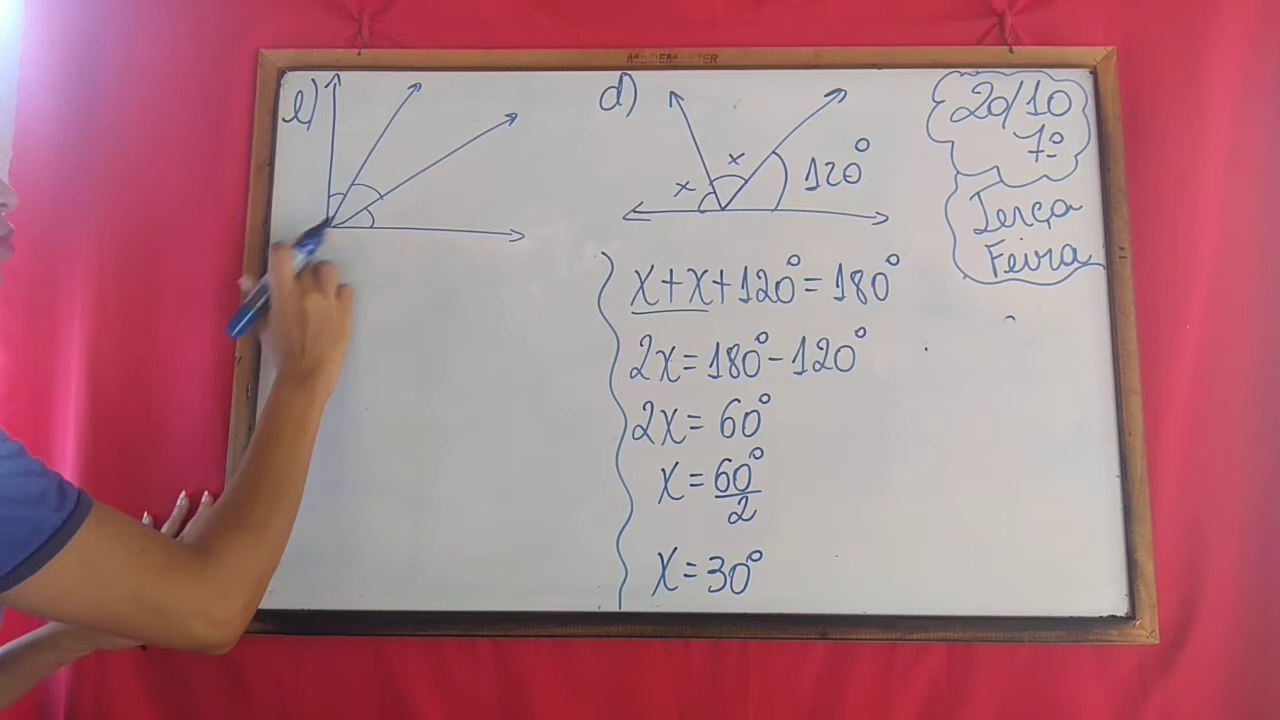 e)
d)
x
x
120°
x+x+120°=180°
2x=180°-120°
2x=60°
x=60°
2
x=30°
20/10
7º
Terça
Feira